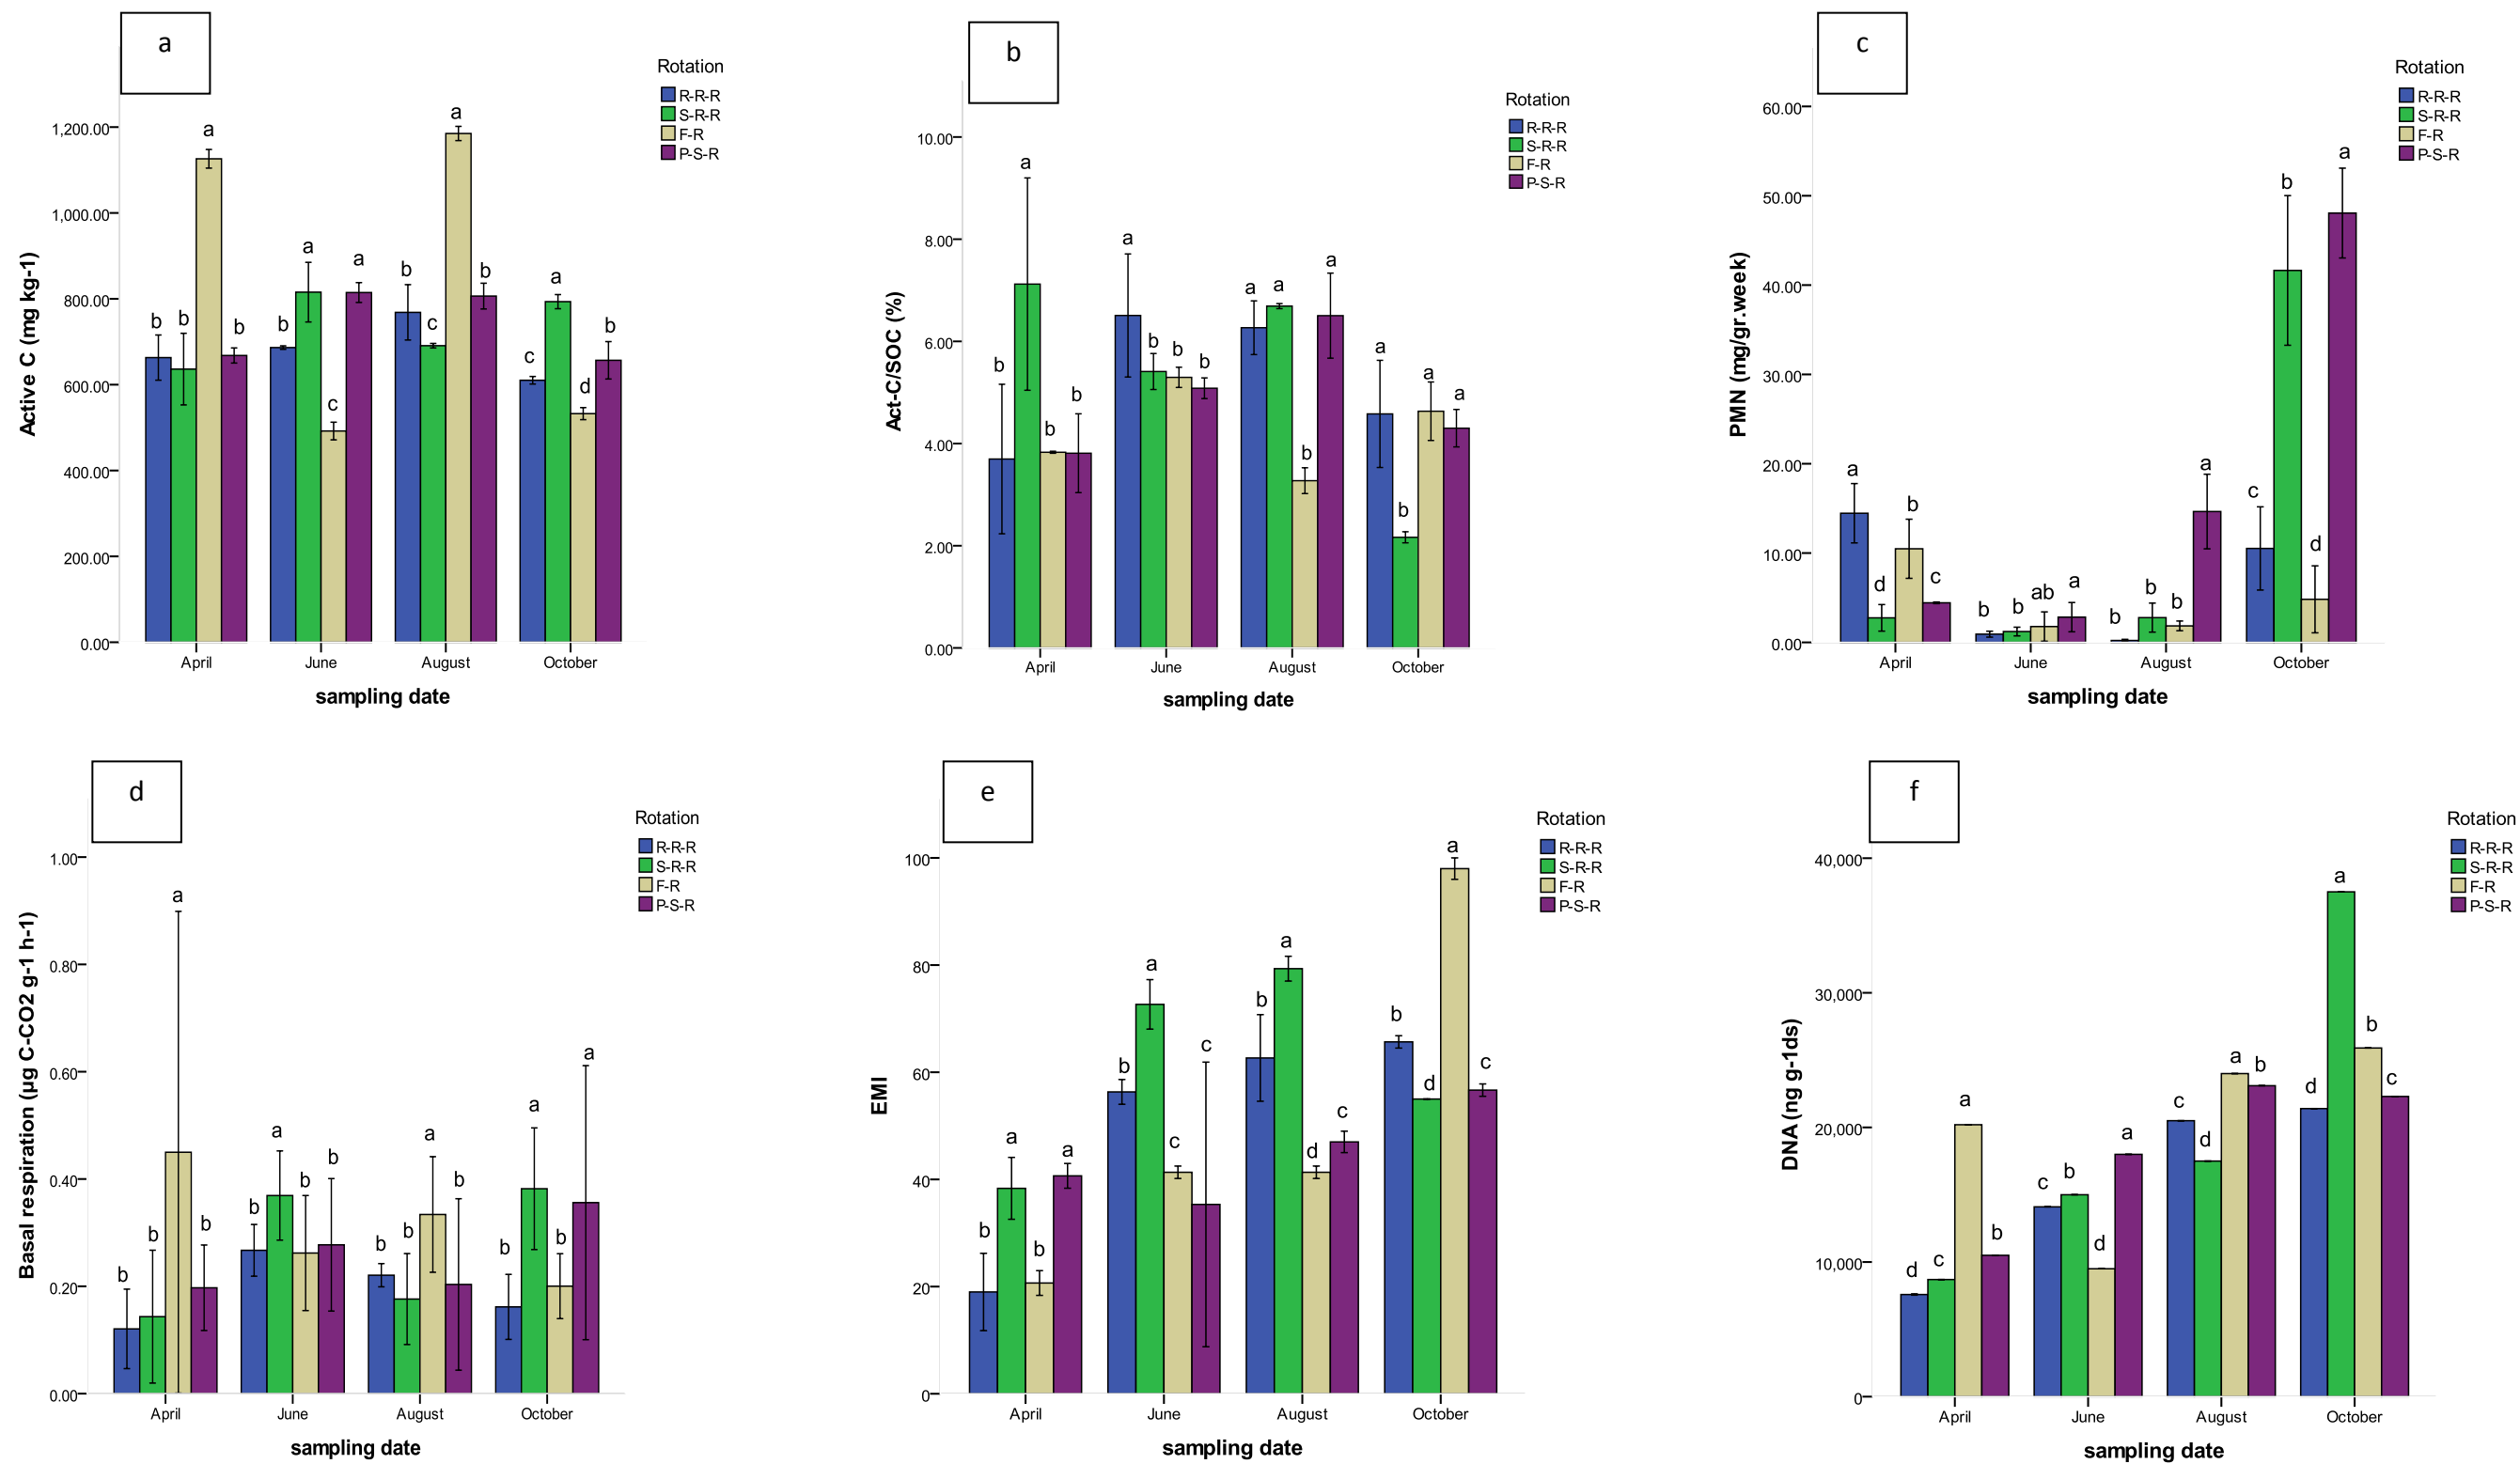 a
Rotation
R-R-R
S-R-R
F-R
P-S-R
Active C (mg kg-1)
1,200.00
1,000.00
800.00
600.00
400.00
200.00
0.00
b b a b
b a c a
b c a b
c a d b
April June August October
sampling date
b
Rotation
R-R-R
S-R-R
F-R
P-S-R
Act-C/SOC (%)
10.00
8.00
6.00
4.00
2.00
0.00
b a b b
a b b b
a a b a
a b a a
April June August October
sampling date
c
Rotation
R-R-R
S-R-R
F-R
P-S-R
PMN (mg/gr.week)
60.00
50.00
40.00
30.00
20.00
10.00
0.00
a d b c
b b ab a
b b b a
c b d a
April June August October
sampling date
d
Rotation
R-R-R
S-R-R
F-R
P-S-R
Basal respiration (µg C-CO2 g-1 h-1)
1.00
0.80
0.60
0.40
0.20
0.00
b b a b
b a b b
b b a b
b a b a
April June August October
sampling date
e
Rotation
R-R-R
S-R-R
F-R
P-S-R
EMI
100
80
60
40
20
0
b a b a
b a c c
b a d c
b d a c
April June August October
sampling date
f
Rotation
R-R-R
S-R-R
F-R
P-S-R
DNA (ng g-1ds)
40,000
30,000
20,000
10,000
0
d c a b
c b d a
c d a b
d a b c
April June August October
sampling date